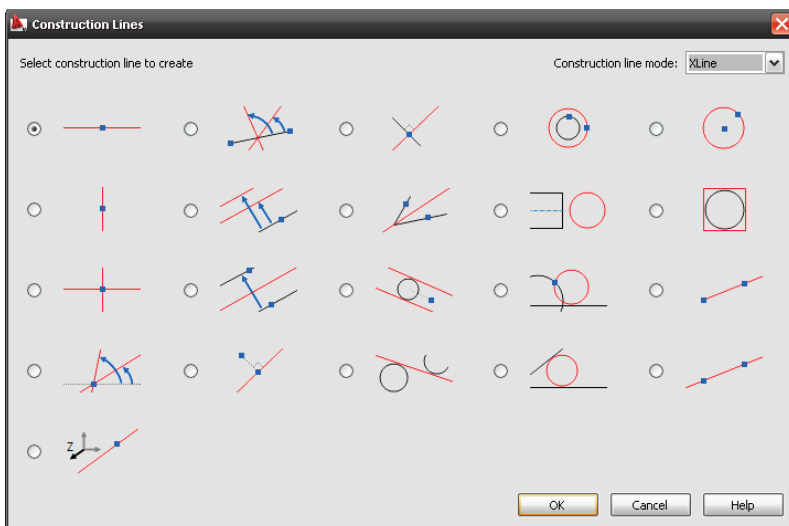 Construction Lines
Select construction line to create
Construction line mode: XLine
Z
OK Cancel Help